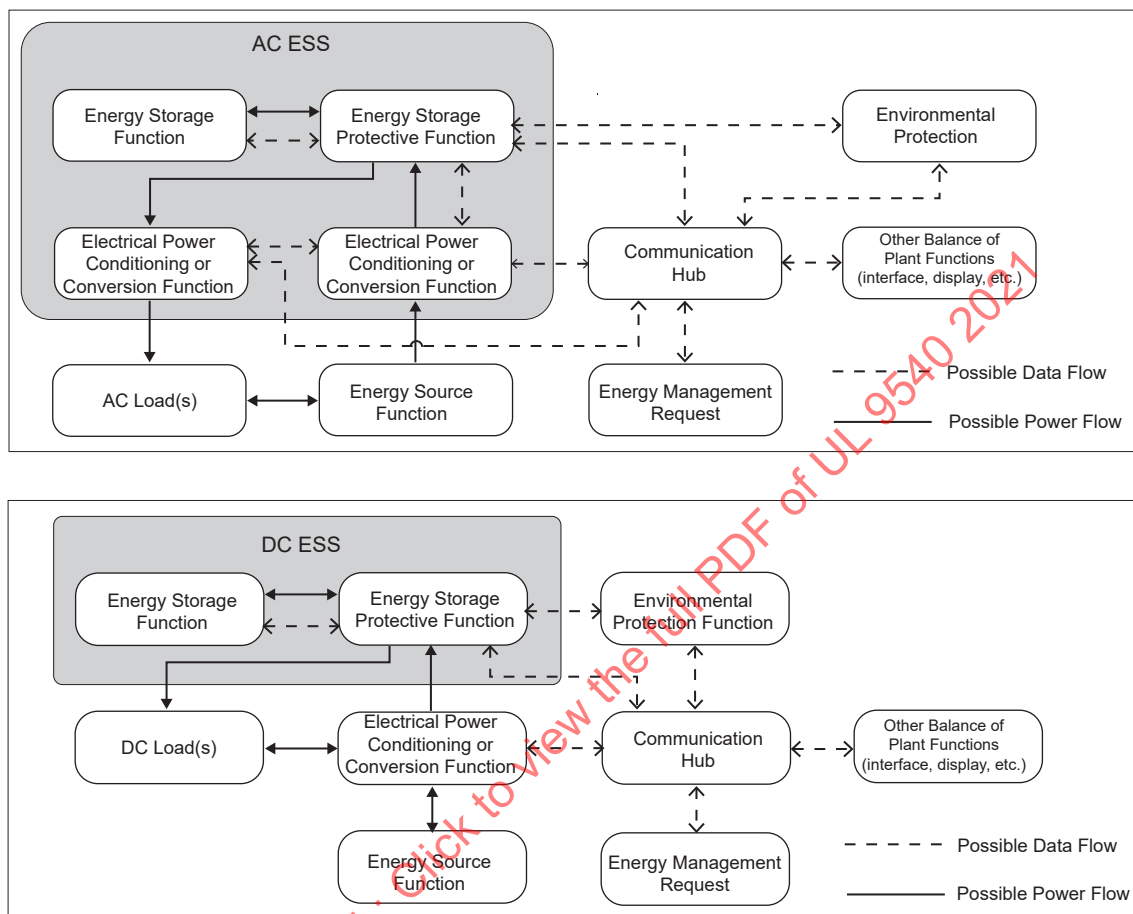 AC ESS
Energy Storage
Function
Energy Storage
Protective Function
Environmental
Protection
Electrical Power
Conditioning or
Conversion Function
Electrical Power
Conditioning or
Conversion Function
Communication
Hub
Other Balance of
Plant Functions
(interface, display, etc.)
AC Load(s)
Energy Source
Function
Energy Management
Request
Possible Data Flow
Possible Power Flow
DC ESS
Energy Storage
Function
Energy Storage
Protective Function
Environmental
Protection Function
DC Load(s)
Electrical Power
Conditioning or
Conversion Function
Communication
Hub
Other Balance of
Plant Functions
(interface, display, etc.)
Energy Source
Function
Energy Management
Request
Possible Data Flow
Possible Power Flow
Click to view the full PDF of UL 9540 2021